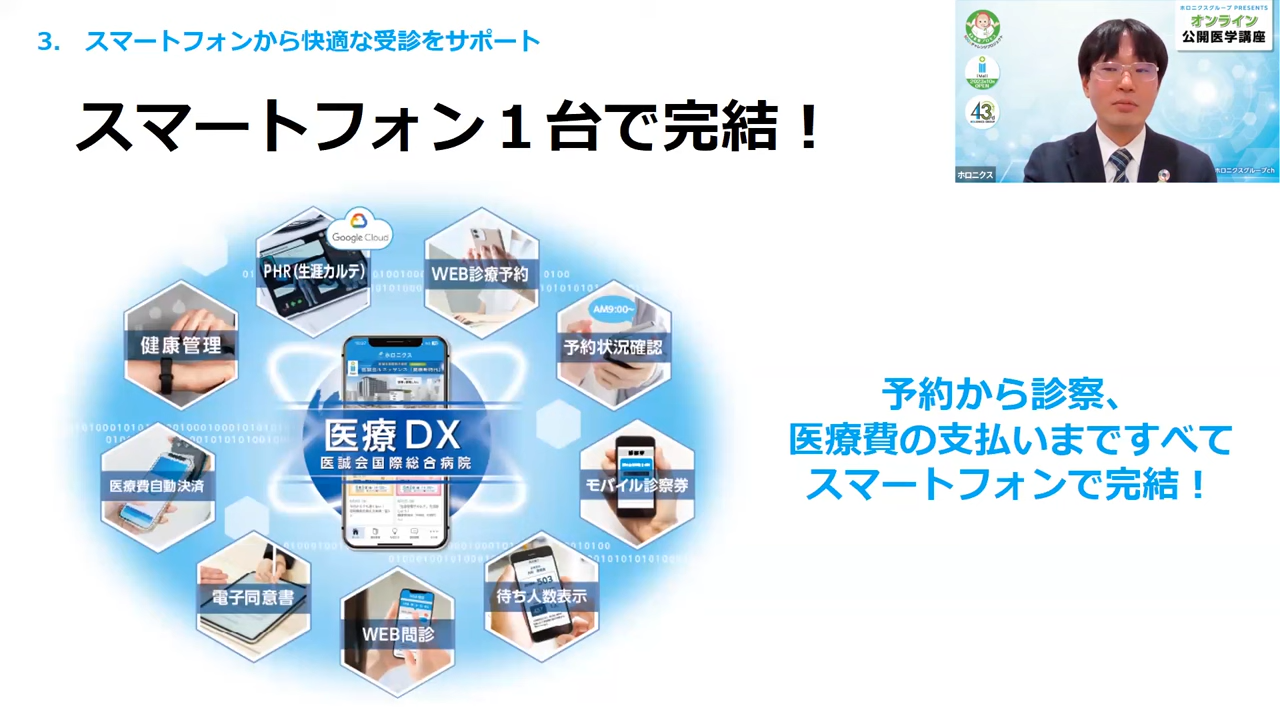 3. スマートフォンから快適な受診をサポート
スマートフォン１台で完結！
ホロニクスグループ PRESENTS
オンライン
公開医学講座
43
ホロニクス
ホロニクスグループch
Google Cloud
PHR(生涯カルテ)
WEB診療予約
AM9:00~
予約状況確認
健康管理
ホロニクス
医療DX
医誠会国際総合病院
医療費自動決済
モバイル診察券
電子同意書
WEB問診
503
待ち人数表示
予約から診察、
医療費の支払いまですべて
スマートフォンで完結！